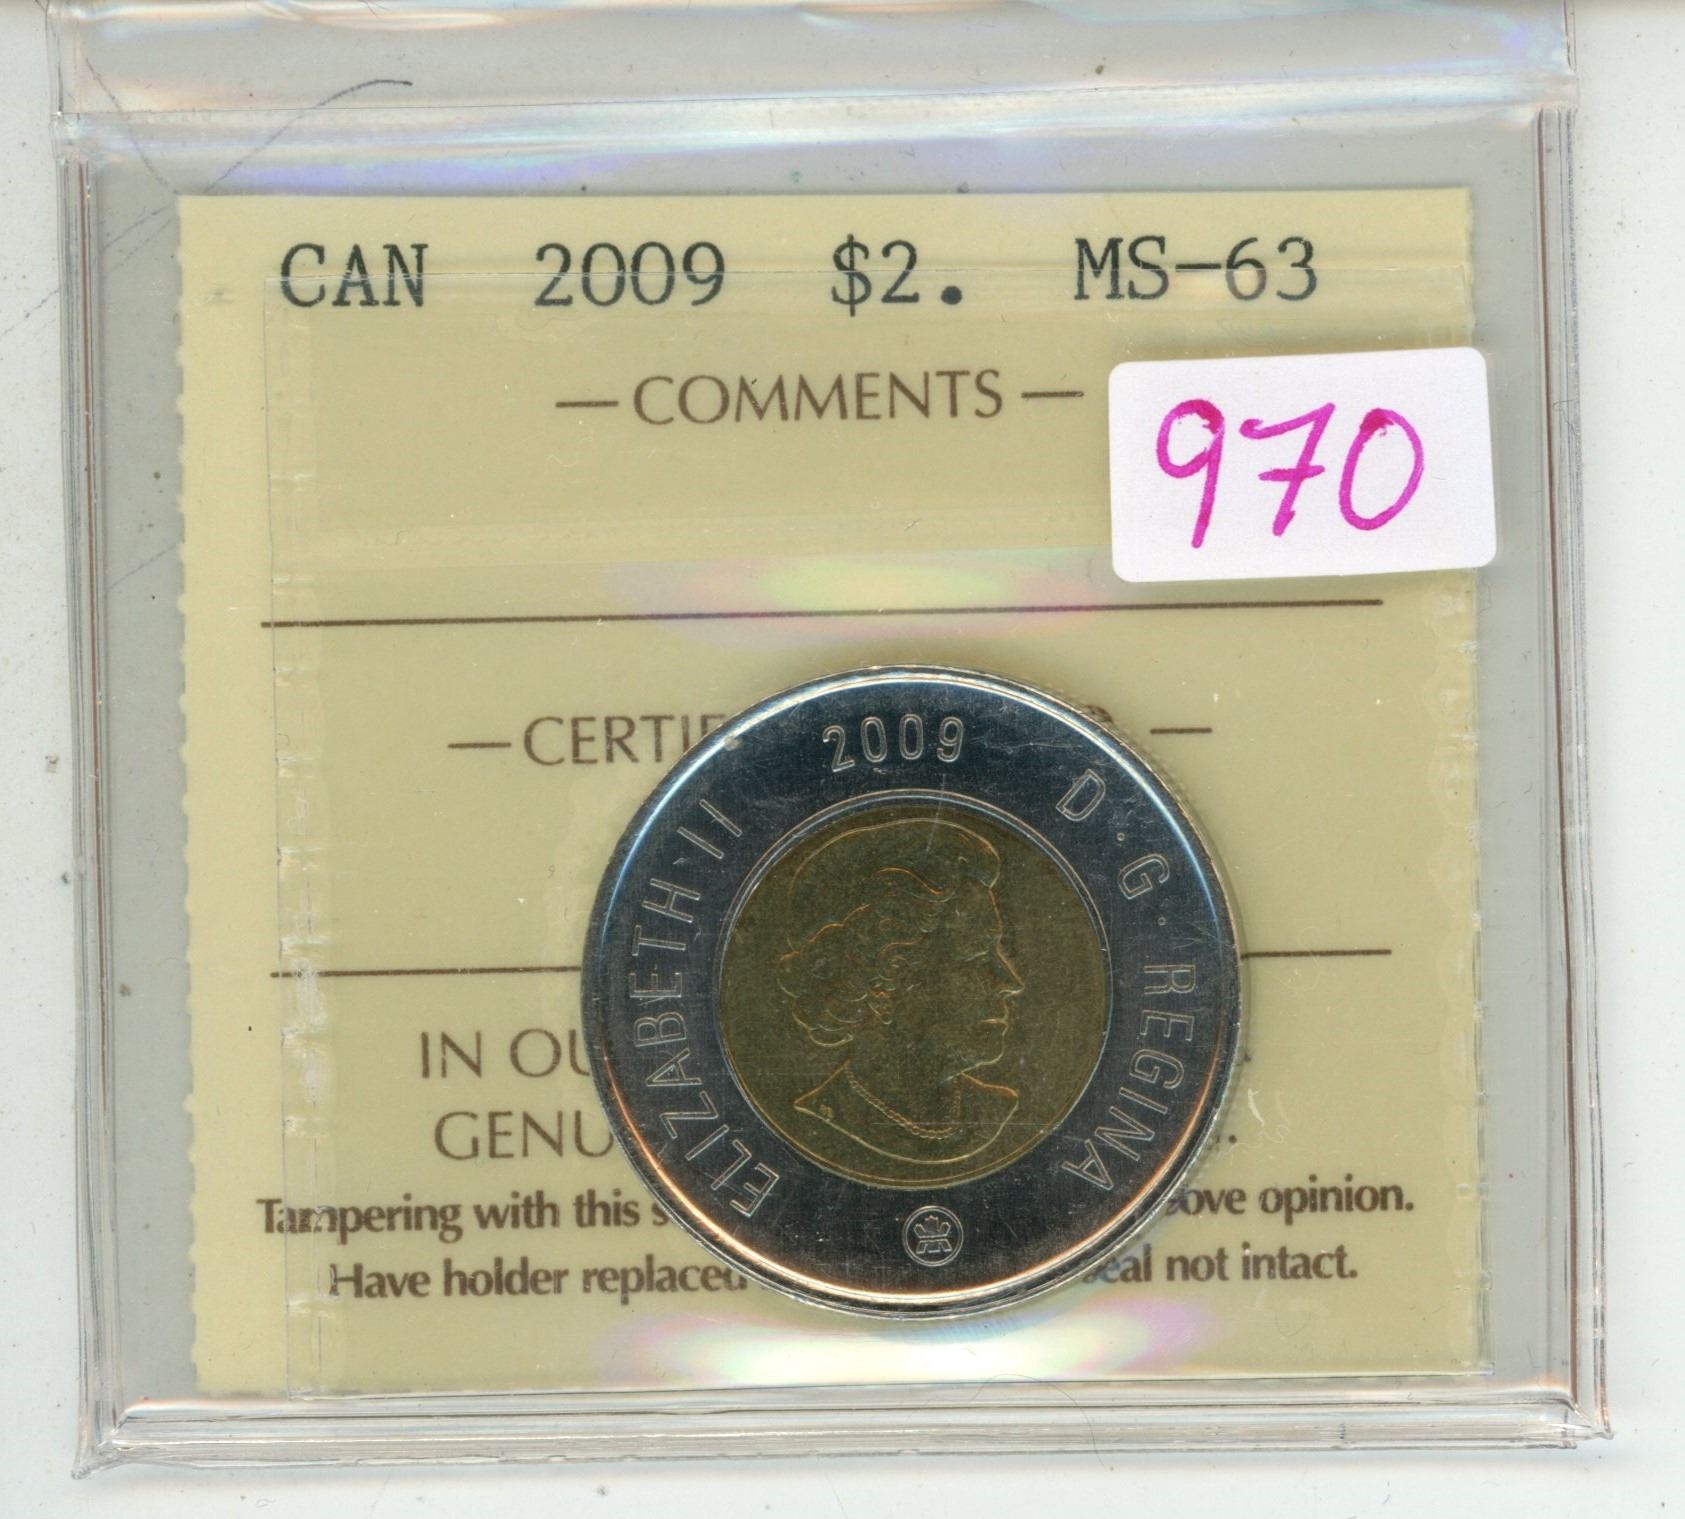 CAN 2009 $2. MS-63
— COMMENTS —
970
— CERTIF —
IN OU
GENU
Tampering with this s ove opinion.
Have holder replaced eal not intact.
2009
ELIZABETH II D·G·REGINA